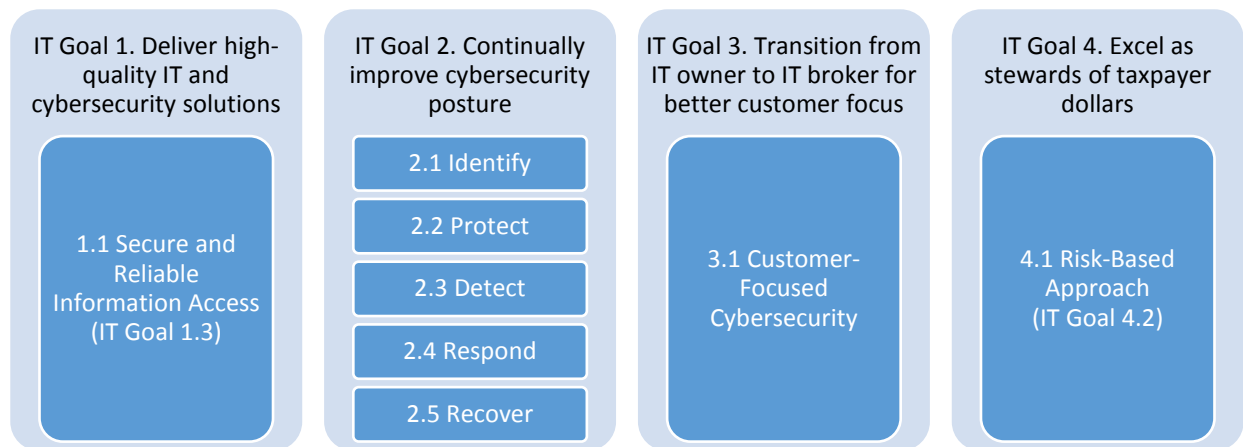 IT Goal 1. Deliver high-
quality IT and
cybersecurity solutions
1.1 Secure and
Reliable
Information Access
(IT Goal 1.3)
IT Goal 2. Continually
improve cybersecurity
posture
2.1 Identify
2.2 Protect
2.3 Detect
2.4 Respond
2.5 Recover
IT Goal 3. Transition from
IT owner to IT broker for
better customer focus
3.1 Customer-
Focused
Cybersecurity
IT Goal 4. Excel as
stewards of taxpayer
dollars
4.1 Risk-Based
Approach
(IT Goal 4.2)